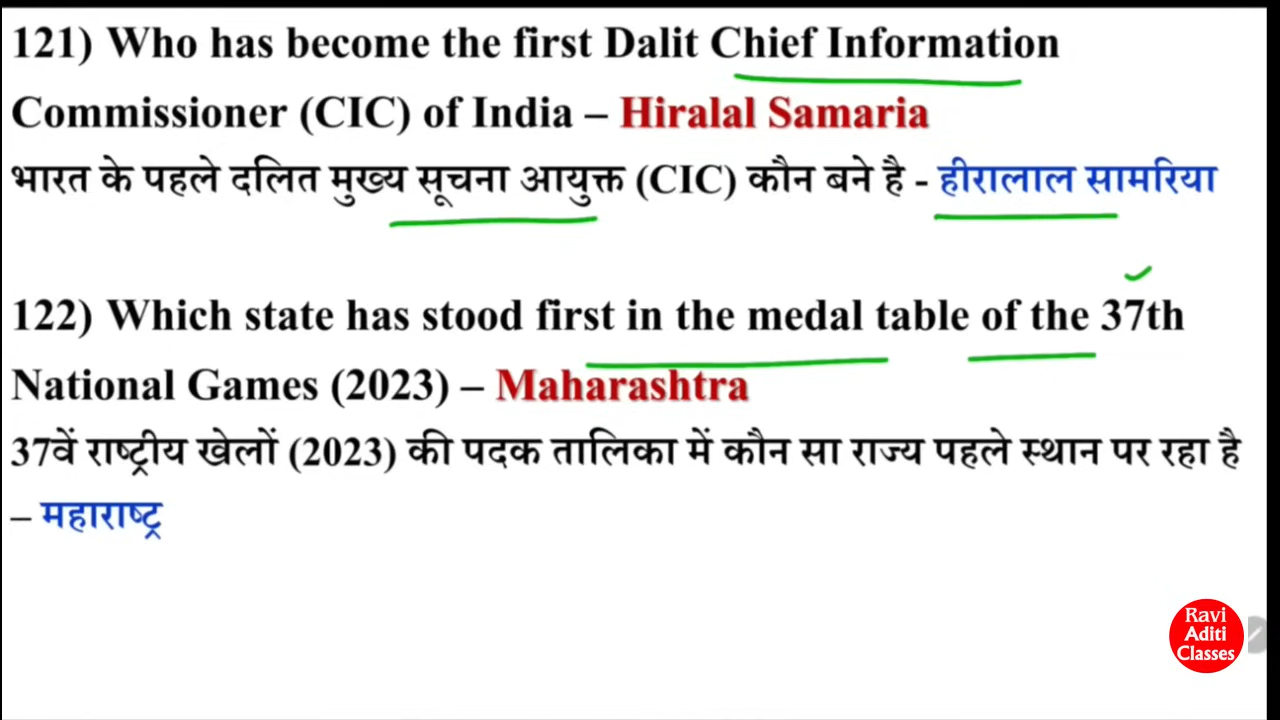 121) Who has become the first Dalit Chief Information
Commissioner (CIC) of India – Hiralal Samaria
भारत के पहले दलित मुख्य सूचना आयुक्त (CIC) कौन बने है - हीरालाल सामरिया
122) Which state has stood first in the medal table of the 37th
National Games (2023) – Maharashtra
37वें राष्ट्रीय खेलों (2023) की पदक तालिका में कौन सा राज्य पहले स्थान पर रहा है
– महाराष्ट्र
Ravi
Aditi
Classes